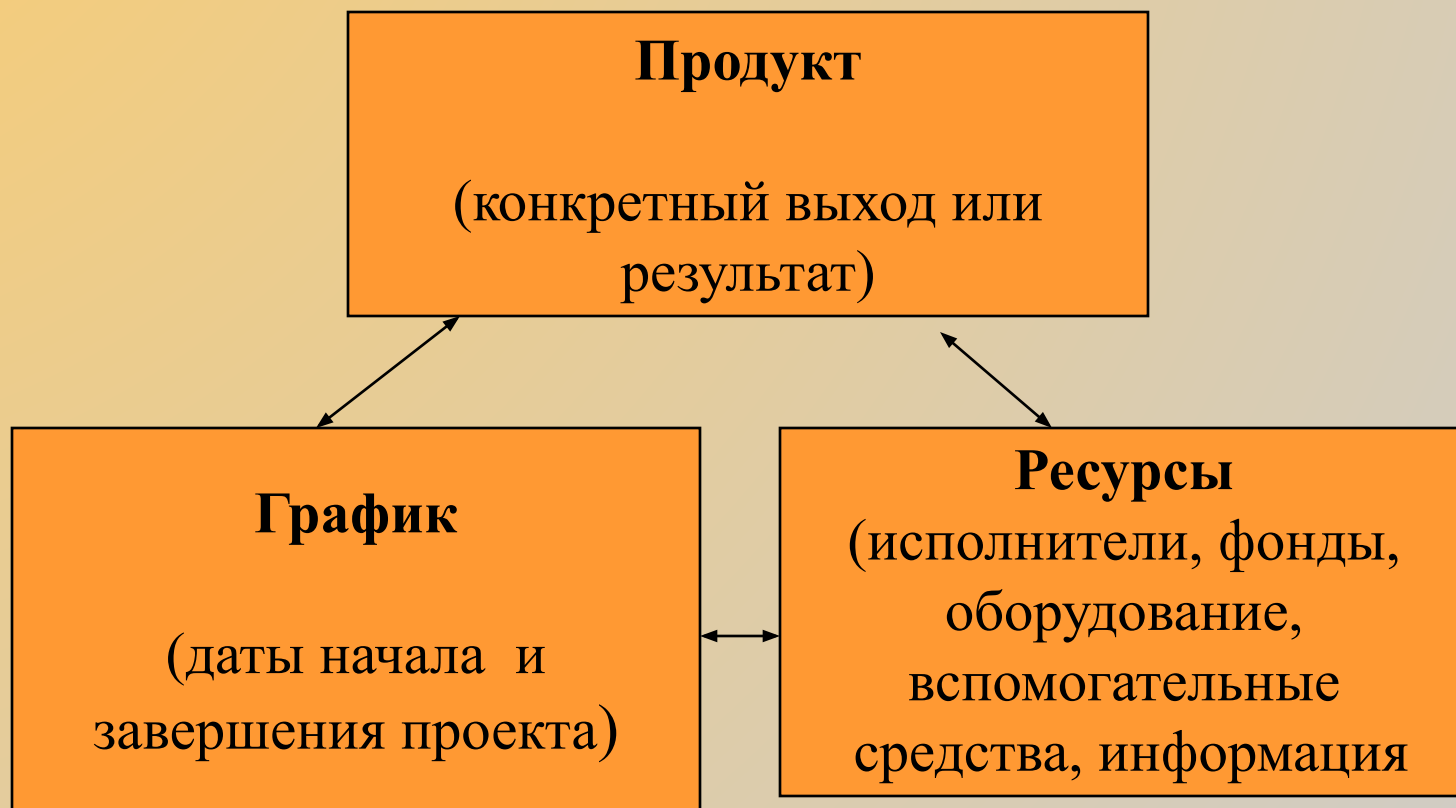 Продукт
(конкретный выход или
результат)
График
(даты начала  и
завершения проекта)
Ресурсы
(исполнители, фонды,
оборудование,
вспомогательные
средства, информация